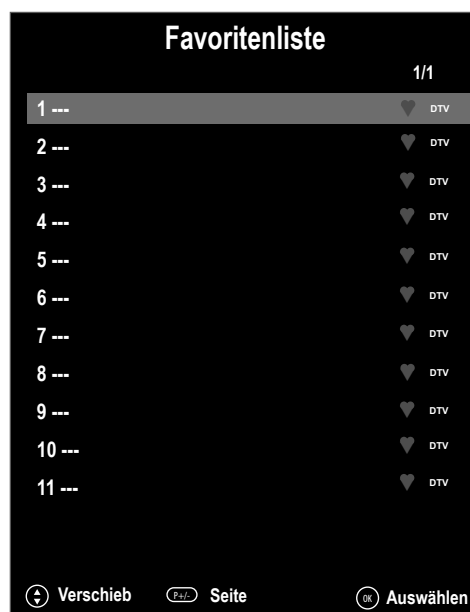 Favoritenliste
1/1
1 --- DTV
2 --- DTV
3 --- DTV
4 --- DTV
5 --- DTV
6 --- DTV
7 --- DTV
8 --- DTV
9 --- DTV
10 --- DTV
11 --- DTV
Verschieb P+/- Seite OK Auswählen